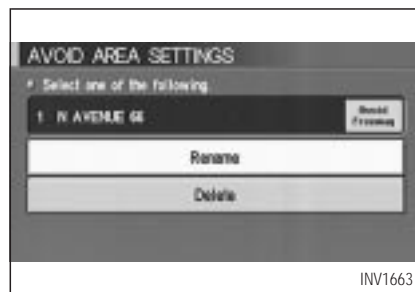 AVOID AREA SETTINGS
* Select one of the following
1 N AVENUE 66
Avoid
Freeway
Rename
Delete
INV1663